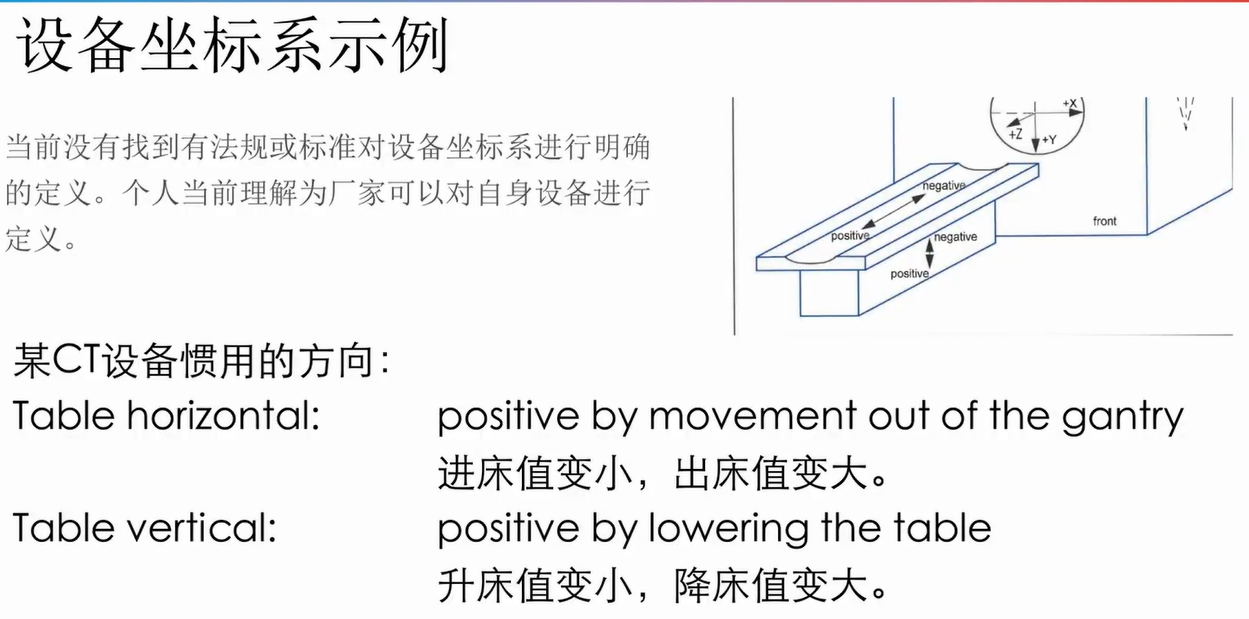 设备坐标系示例
当前没有找到有法规或标准对设备坐标系进行明确
的定义。个人当前理解为厂家可以对自身设备进行
定义。
+X
+Z
+Y
negative
positive
negative
positive
front
某CT设备惯用的方向：
Table horizontal: positive by movement out of the gantry
进床值变小，出床值变大。
Table vertical: positive by lowering the table
升床值变小，降床值变大。